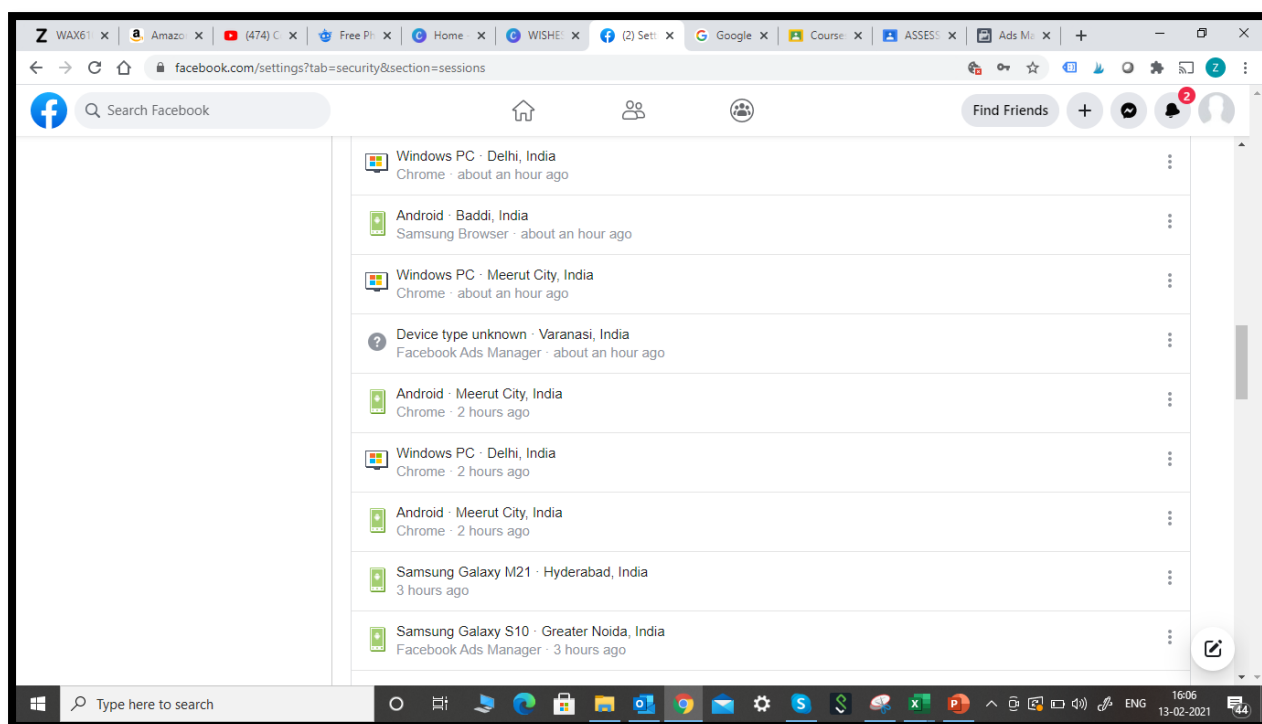 WAX61
Amazo
(474) C
Free Ph
Home -
WISHES
(2) Sett
Google
Course
ASSESS
Ads Ma
facebook.com/settings?tab=security&section=sessions
Search Facebook
Find Friends
2
Windows PC · Delhi, India
Chrome · about an hour ago
Android · Baddi, India
Samsung Browser · about an hour ago
Windows PC · Meerut City, India
Chrome · about an hour ago
Device type unknown · Varanasi, India
Facebook Ads Manager · about an hour ago
Android · Meerut City, India
Chrome · 2 hours ago
Windows PC · Delhi, India
Chrome · 2 hours ago
Android · Meerut City, India
Chrome · 2 hours ago
Samsung Galaxy M21 · Hyderabad, India
3 hours ago
Samsung Galaxy S10 · Greater Noida, India
Facebook Ads Manager · 3 hours ago
Type here to search
ENG
16:06
13-02-2021
44